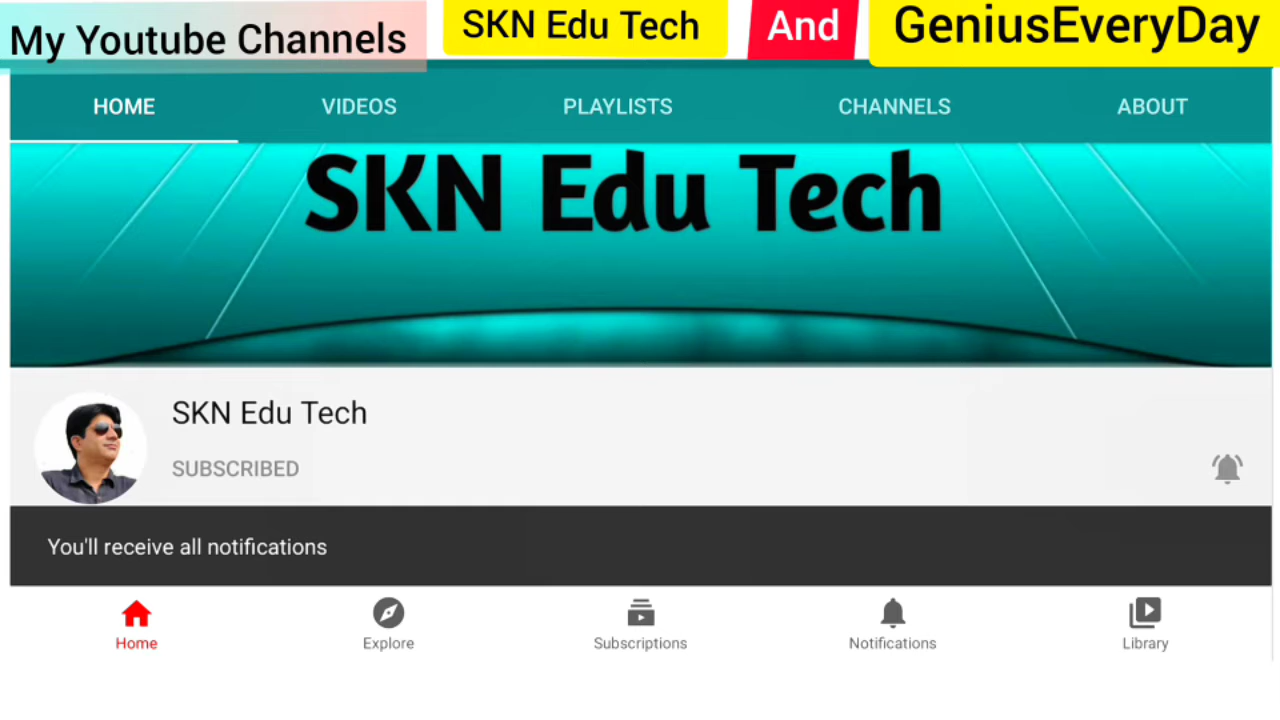 My Youtube Channels SKN Edu Tech And GeniusEveryDay
HOME VIDEOS PLAYLISTS CHANNELS ABOUT
SKN Edu Tech
SKN Edu Tech
SUBSCRIBED
You'll receive all notifications
Home Explore Subscriptions Notifications Library